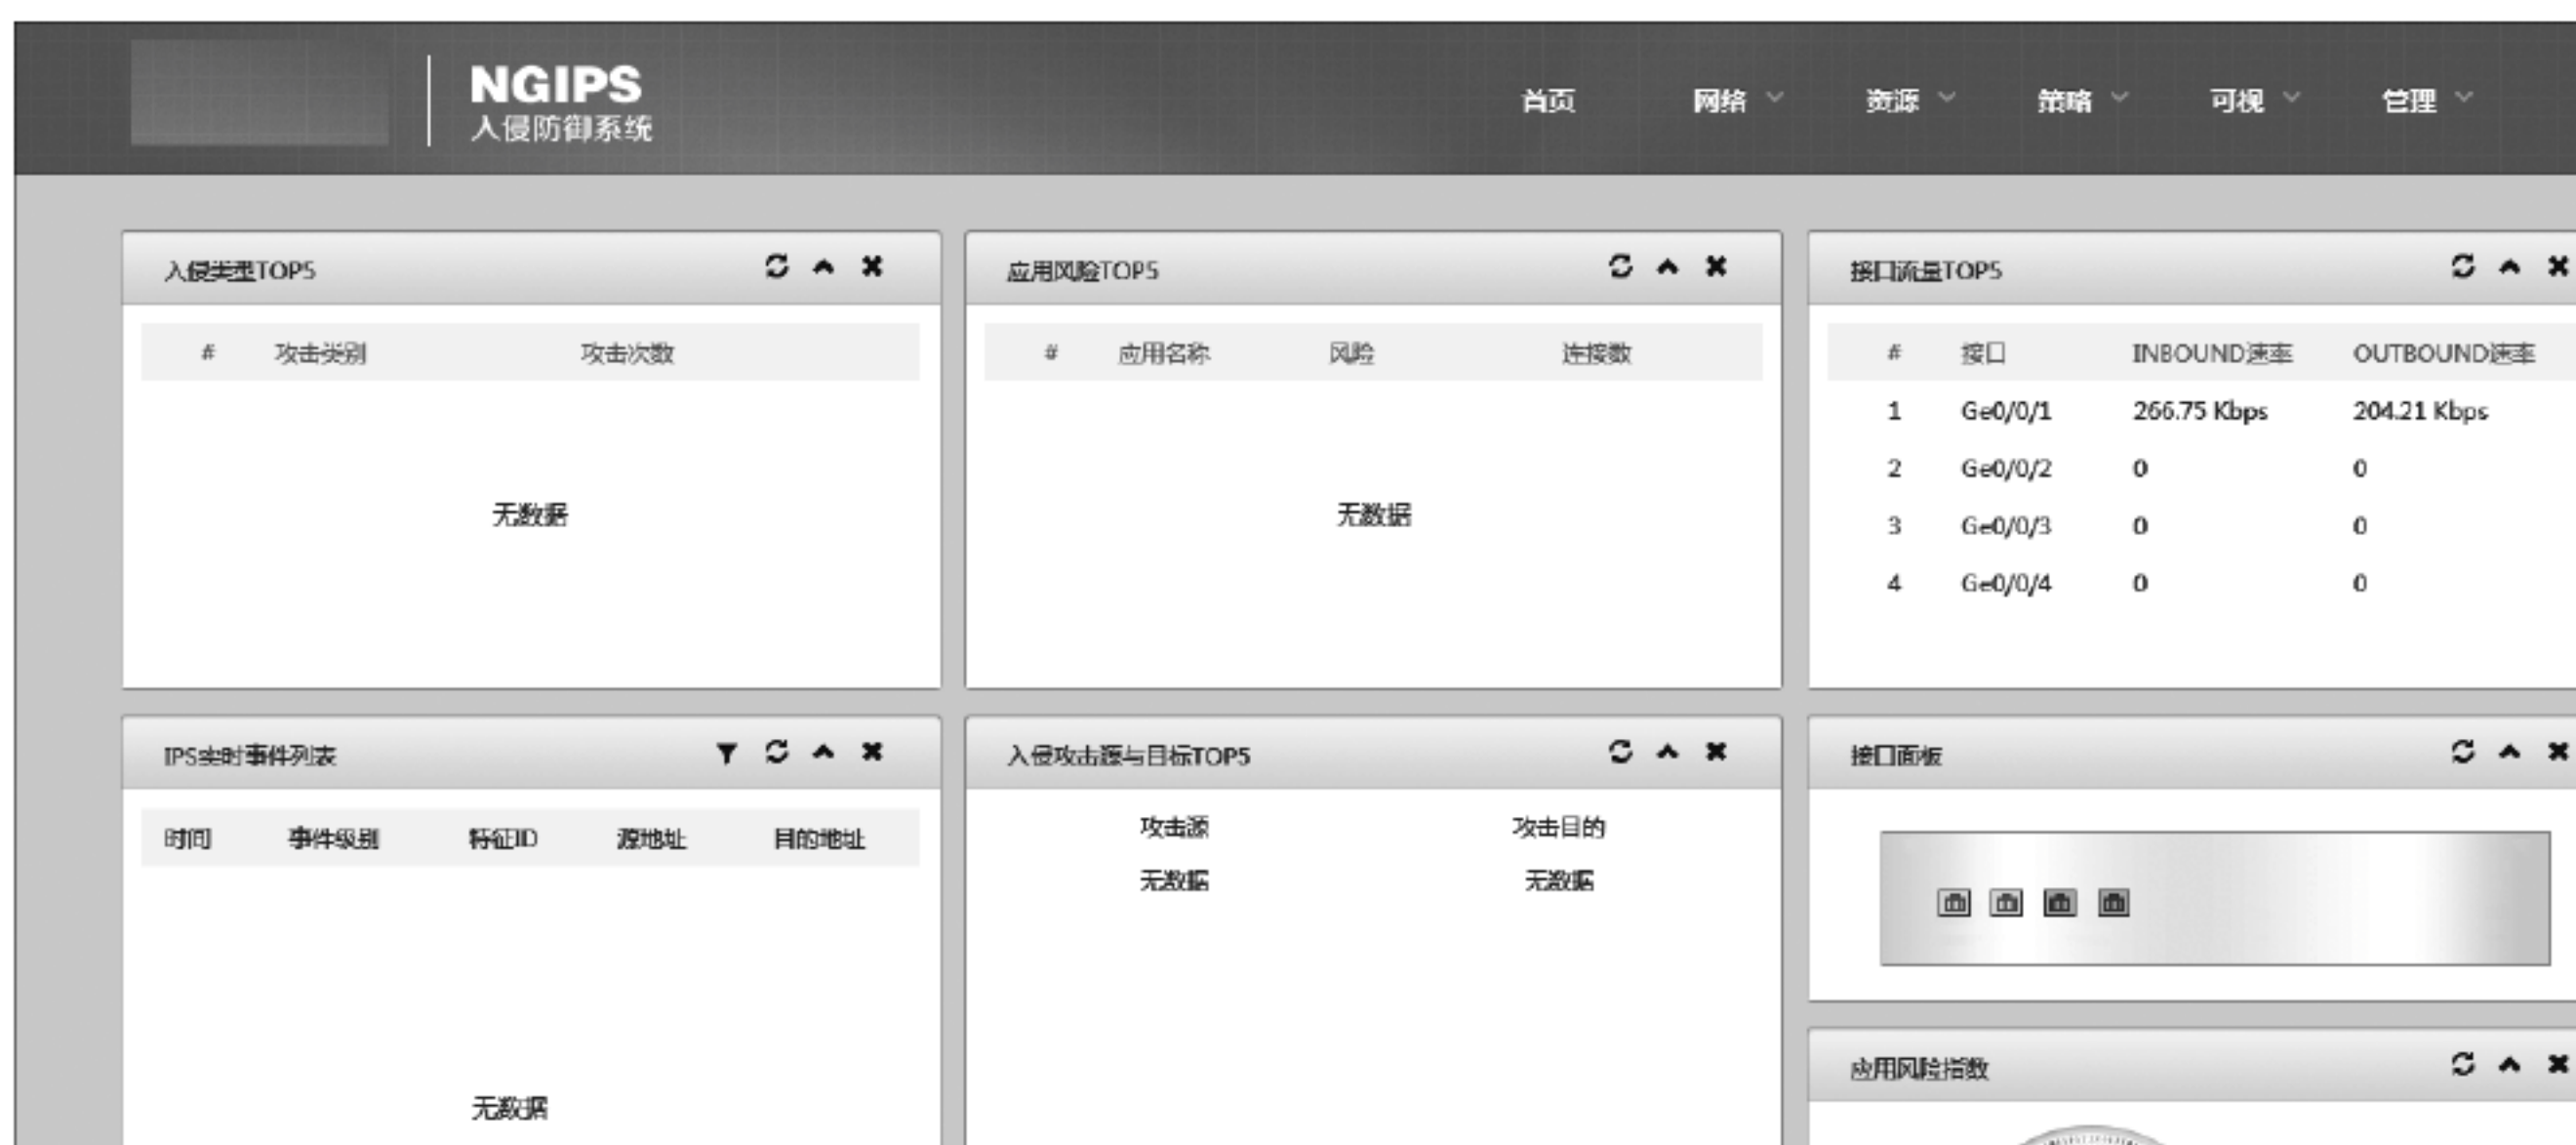 NGIPS
入侵防御系统
首页 网络 资源 策略 可视 管理
入侵类型TOP5
# 攻击类别 攻击次数
无数据
应用风险TOP5
# 应用名称 风险 连接数
无数据
接口流量TOP5
# 接口 INBOUND速率 OUTBOUND速率
1 Ge0/0/1 266.75 Kbps 204.21 Kbps
2 Ge0/0/2 0 0
3 Ge0/0/3 0 0
4 Ge0/0/4 0 0
IPS实时事件列表
时间 事件级别 特征ID 源地址 目的地址
无数据
入侵攻击源与目标TOP5
攻击源 攻击目的
无数据 无数据
接口面板
应用风险指数